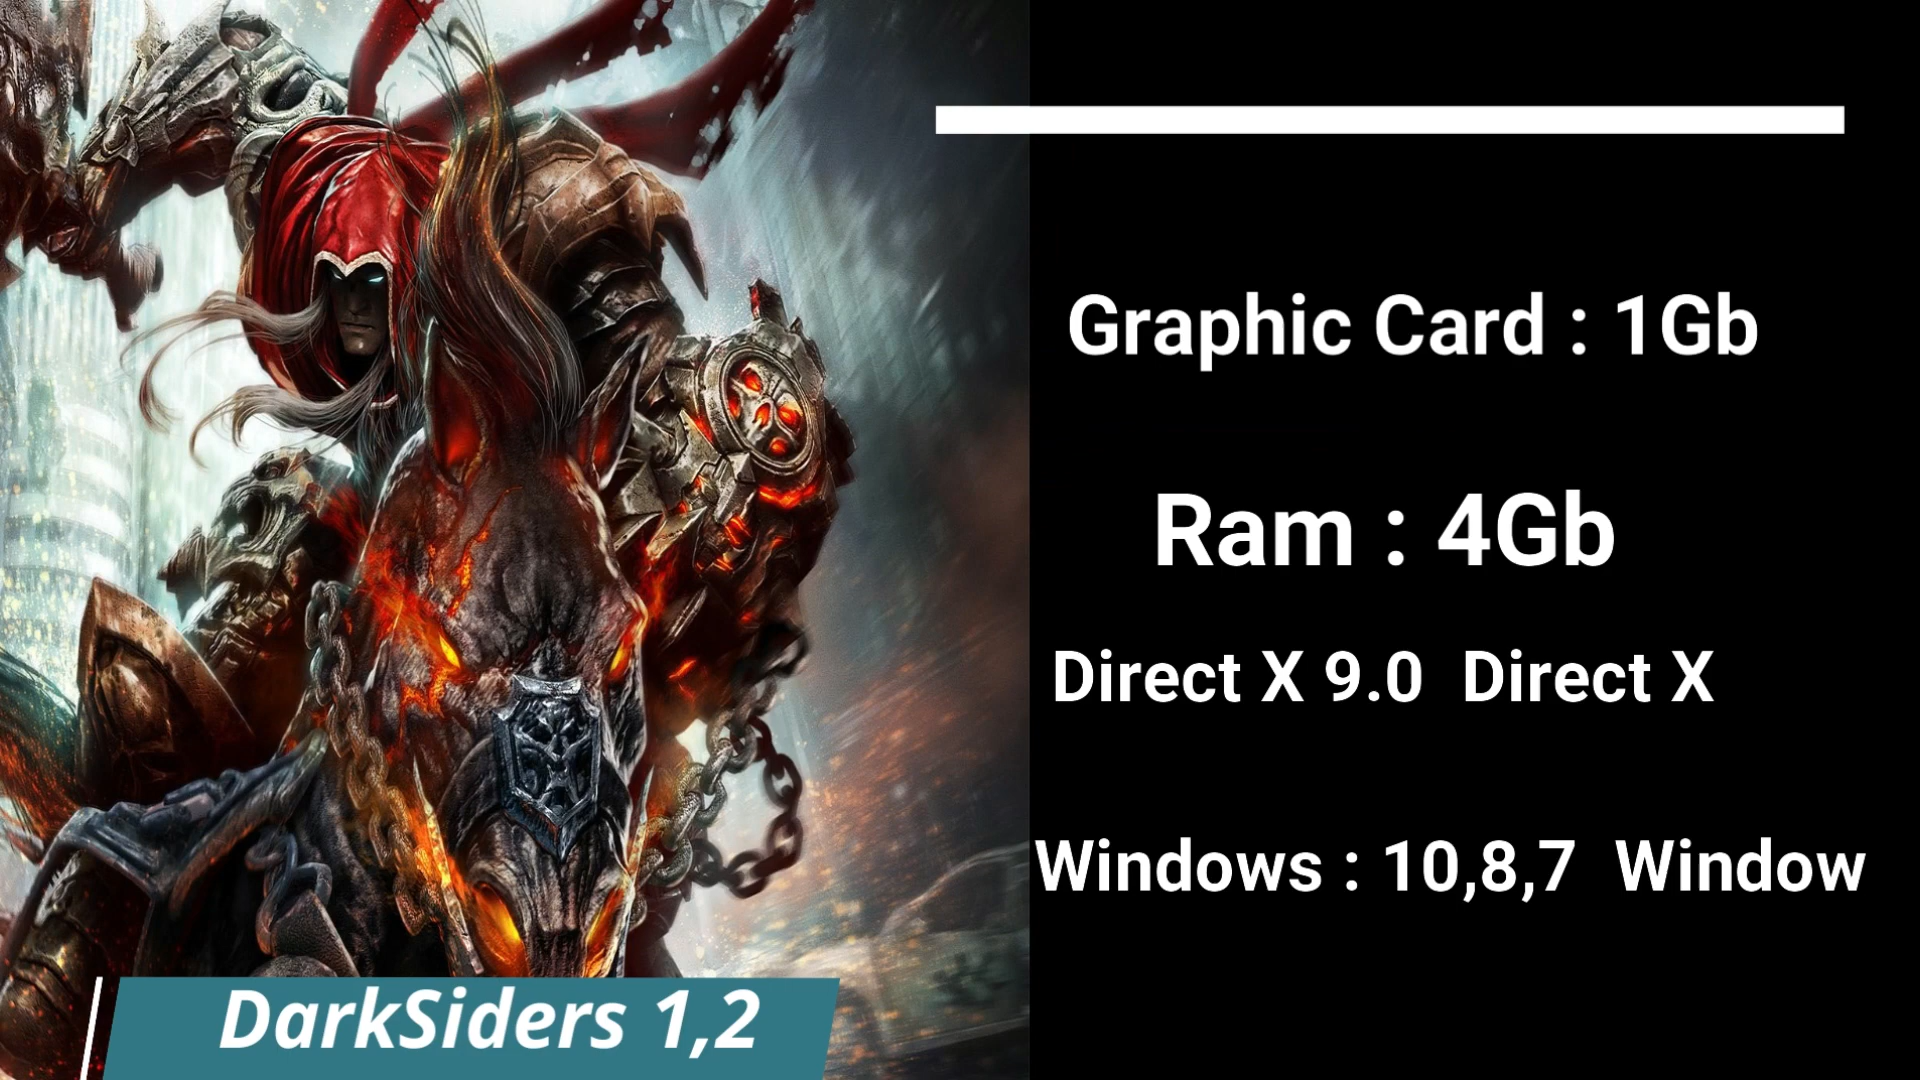 Graphic Card : 1Gb
Ram : 4Gb
Direct X 9.0  Direct X
Windows : 10,8,7  Window
DarkSiders 1,2